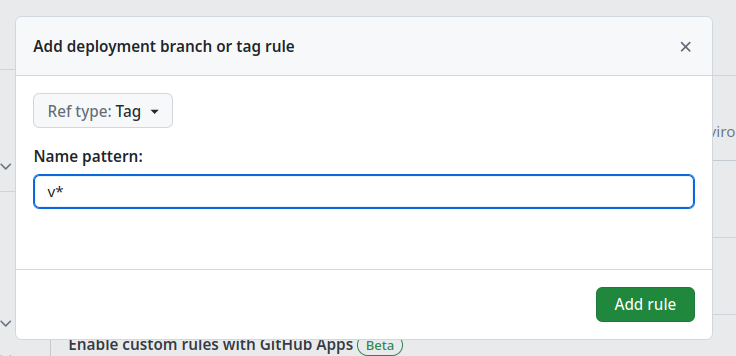 Add deployment branch or tag rule
Ref type: Tag
Name pattern:
v*
Add rule
Enable custom rules with GitHub Apps Beta